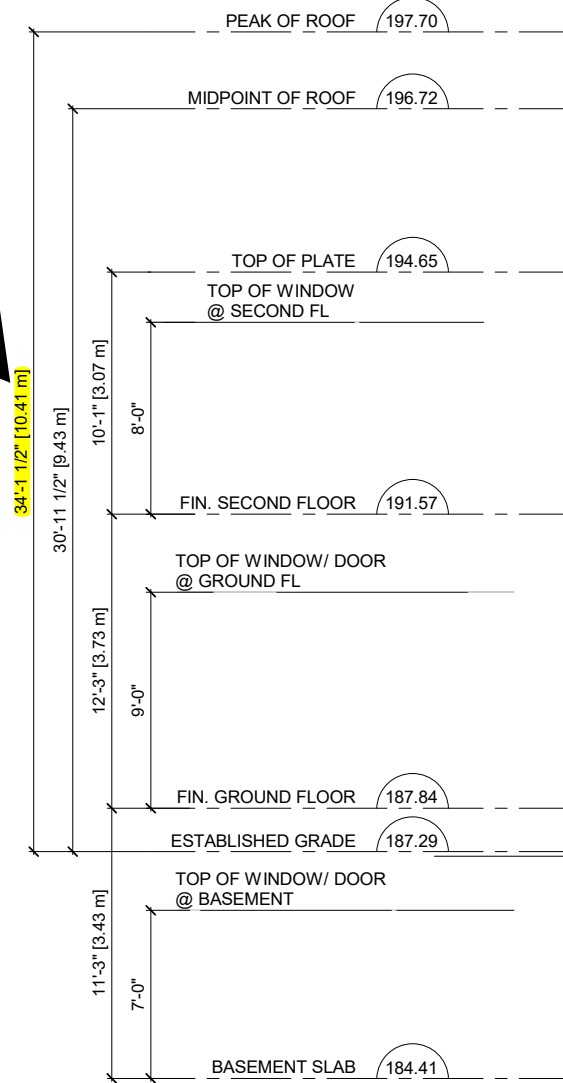 PEAK OF ROOF 197.70
MIDPOINT OF ROOF 196.72
TOP OF PLATE 194.65
TOP OF WINDOW
@ SECOND FL
34'-1 1/2" [10.41 m]
30'-11 1/2" [9.43 m]
10'-1" [3.07 m]
8'-0"
FIN. SECOND FLOOR 191.57
TOP OF WINDOW/ DOOR
@ GROUND FL
12'-3" [3.73 m]
9'-0"
FIN. GROUND FLOOR 187.84
ESTABLISHED GRADE 187.29
TOP OF WINDOW/ DOOR
@ BASEMENT
11'-3" [3.43 m]
7'-0"
BASEMENT SLAB 184.41